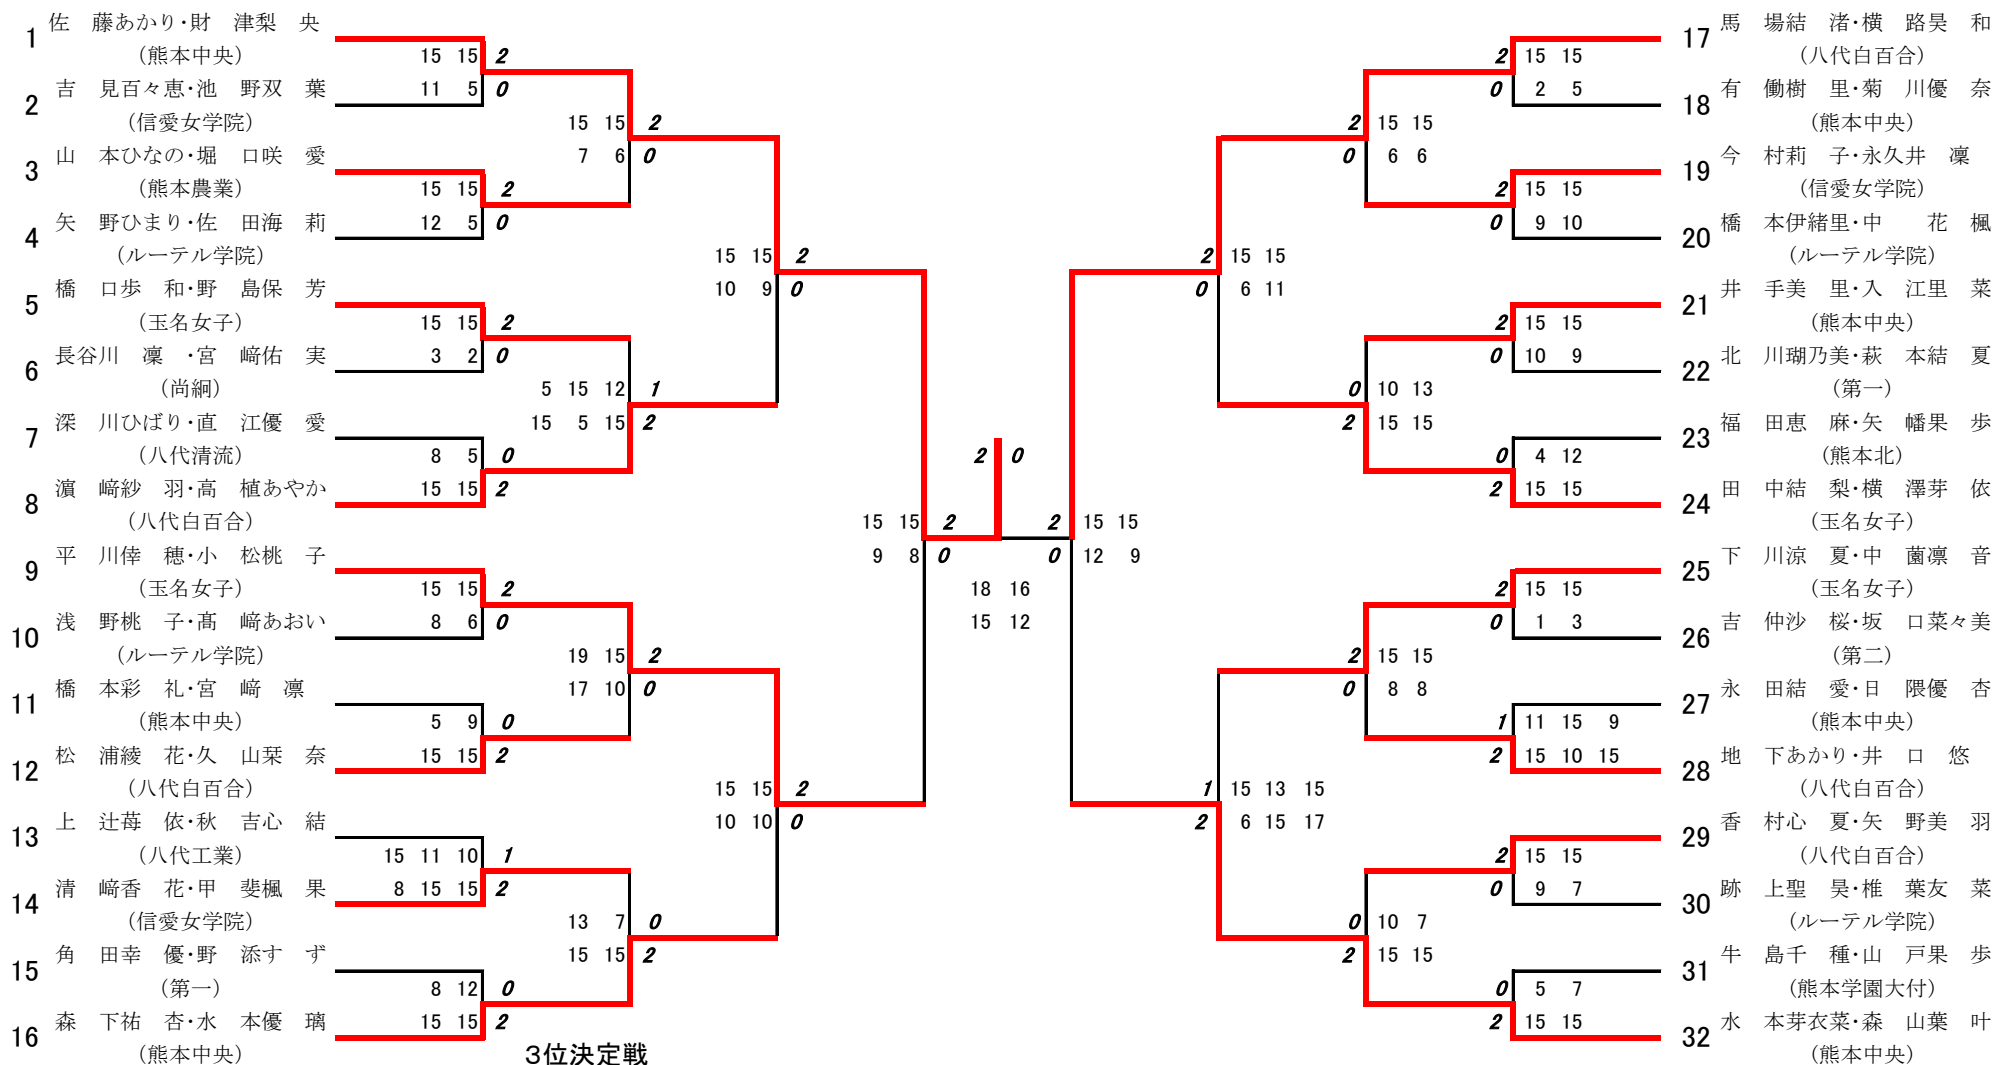 1 佐 藤あかり・財 津梨 央
(熊本中央)
15 15 2
11 5 0
2 吉 見百々恵・池 野双 葉
(信愛女学院)
15 15 2
7 6 0
3 山 本ひなの・堀 口咲 愛
(熊本農業)
15 15 2
12 5 0
4 矢 野ひまり・佐 田海 莉
(ルーテル学院)
15 15 2
10 9 0
5 橋 口歩 和・野 島保 芳
(玉名女子)
15 15 2
3 2 0
6 長谷川 凜 ・宮 﨑佑 実
(尚絅)
5 15 12 1
15 5 15 2
7 深 川ひばり・直 江優 愛
(八代清流)
8 5 0
15 15 2
8 濵 﨑紗 羽・高 植あやか
(八代白百合)
15 15 2
9 8 0
9 平 川倖 穂・小 松桃 子
(玉名女子)
15 15 2
8 6 0
10 浅 野桃 子・髙 﨑あおい
(ルーテル学院)
19 15 2
17 10 0
11 橋 本彩 礼・宮 﨑 凛
(熊本中央)
5 9 0
15 15 2
12 松 浦綾 花・久 山栞 奈
(八代白百合)
15 15 2
10 10 0
13 上 辻苺 依・秋 吉心 結
(八代工業)
15 11 10 1
8 15 15 2
14 清 﨑香 花・甲 斐楓 果
(信愛女学院)
13 7 0
15 15 2
15 角 田幸 優・野 添す ず
(第一)
8 12 0
15 15 2
16 森 下祐 杏・水 本優 璃
(熊本中央)
3位決定戦
2 0
18 16
15 12
17 馬 場結 渚・横 路昊 和
(八代白百合)
2 15 15
0 2 5
18 有 働樹 里・菊 川優 奈
(熊本中央)
2 15 15
0 6 6
19 今 村莉 子・永久井 凛
(信愛女学院)
2 15 15
0 9 10
20 橋 本伊緒里・中 花 楓
(ルーテル学院)
2 15 15
0 6 11
21 井 手美 里・入 江里 菜
(熊本中央)
2 15 15
0 10 9
22 北 川瑚乃美・萩 本結 夏
(第一)
0 10 13
2 15 15
23 福 田恵 麻・矢 幡果 歩
(熊本北)
0 4 12
2 15 15
24 田 中結 梨・横 澤芽 依
(玉名女子)
2 15 15
0 12 9
25 下 川涼 夏・中 薗凛 音
(玉名女子)
2 15 15
0 1 3
26 吉 仲沙 桜・坂 口菜々美
(第二)
2 15 15
0 8 8
27 永 田結 愛・日 隈優 杏
(熊本中央)
1 11 15 9
2 15 10 15
28 地 下あかり・井 口 悠
(八代白百合)
1 15 13 15
2 6 15 17
29 香 村心 夏・矢 野美 羽
(八代白百合)
2 15 15
0 9 7
30 跡 上聖 昊・椎 葉友 菜
(ルーテル学院)
0 10 7
2 15 15
31 牛 島千 種・山 戸果 歩
(熊本学園大付)
0 5 7
2 15 15
32 水 本芽衣菜・森 山葉 叶
(熊本中央)